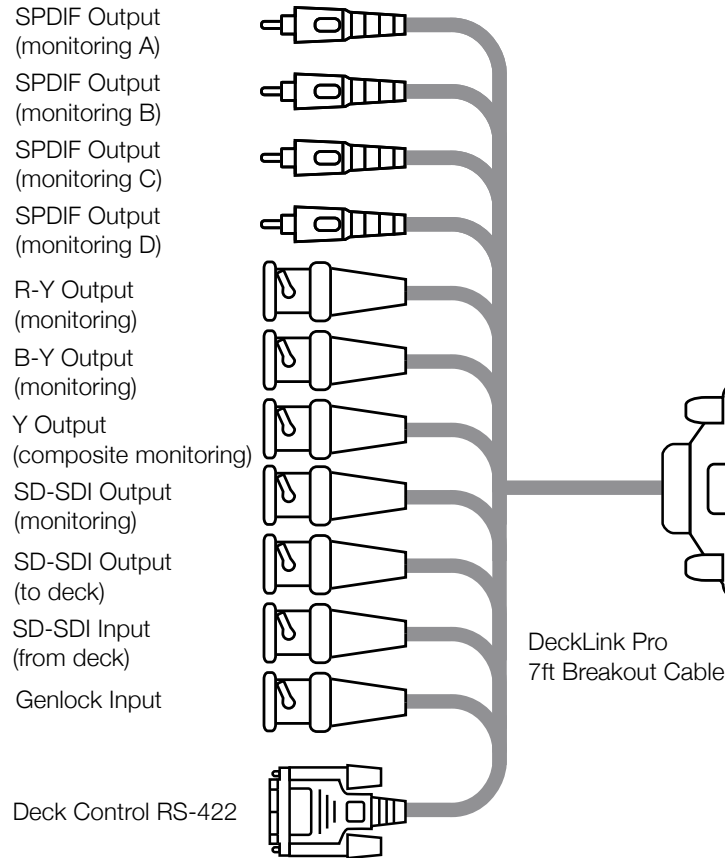 SPDIF Output
(monitoring A)
SPDIF Output
(monitoring B)
SPDIF Output
(monitoring C)
SPDIF Output
(monitoring D)
R-Y Output
(monitoring)
B-Y Output
(monitoring)
Y Output
(composite monitoring)
SD-SDI Output
(monitoring)
SD-SDI Output
(to deck)
SD-SDI Input
(from deck)
Genlock Input
Deck Control RS-422
DeckLink Pro
7ft Breakout Cable